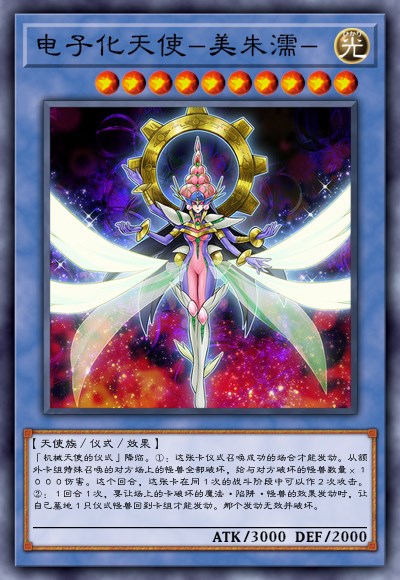 电子化天使-美朱濡-
ひかり
光
【天使族/仪式/效果】
「机械天使的仪式」降临。①：这张卡仪式召唤成功的场合才能发动。从额
外卡组特殊召唤的对方场上的怪兽全部破坏，给与对方破坏的怪兽数量×1
000伤害。这个回合，这张卡在同1次的战斗阶段中可以作2次攻击。
②：1回合1次，要让场上的卡破坏的魔法·陷阱·怪兽的效果发动时，让
自己墓地1只仪式怪兽回到卡组才能发动。那个发动无效并破坏。
ATK/3000 DEF/2000